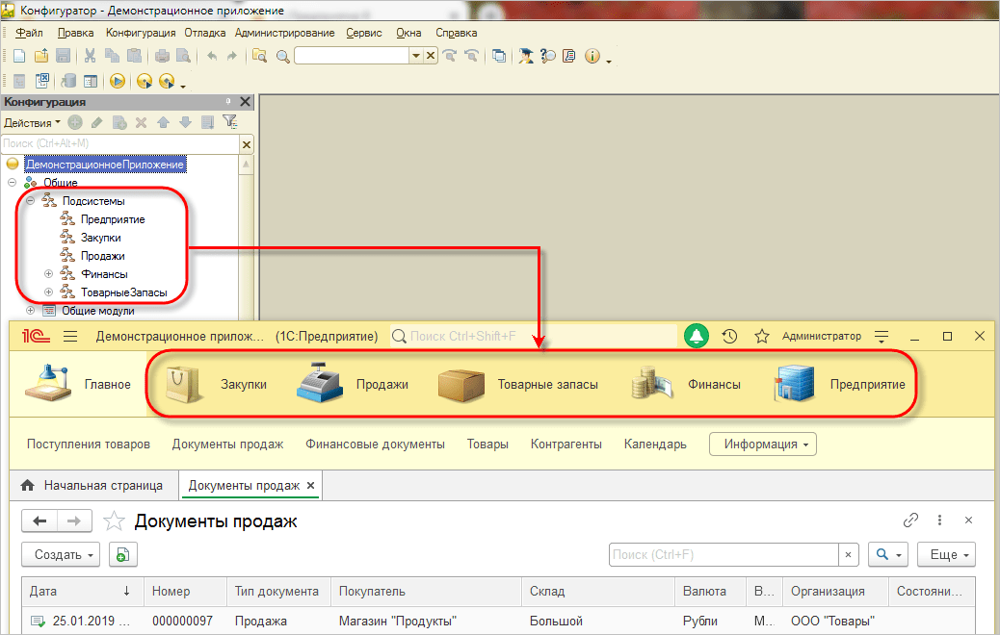 Конфигуратор - Демонстрационное приложение
Файл Правка Конфигурация Отладка Администрирование Сервис Окна Справка
Конфигурация
Действия
Поиск (Ctrl+Alt+M)
ДемонстрационноеПриложение
Общие
Подсистемы
Предприятие
Закупки
Продажи
Финансы
ТоварныеЗапасы
Общие модули
1С Демонстрационное прилож... (1С:Предприятие) Поиск Ctrl+Shift+F Администратор
Главное Закупки Продажи Товарные запасы Финансы Предприятие
Поступления товаров Документы продаж Финансовые документы Товары Контрагенты Календарь Информация
Начальная страница Документы продаж
Документы продаж
Создать Поиск (Ctrl+F) Еще
Дата Номер Тип документа Покупатель Склад Валюта В... Организация Состояни...
25.01.2019 ... 000000097 Продажа Магазин "Продукты" Большой Рубли М.. ООО "Товары"